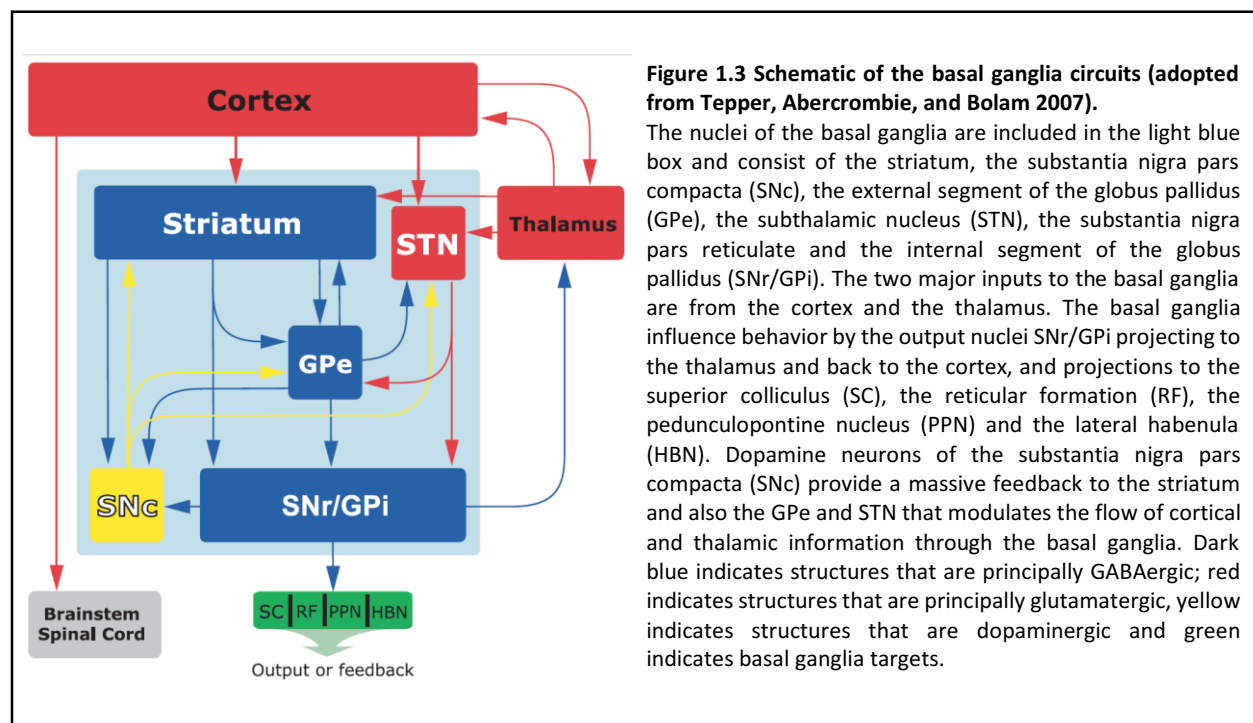 Cortex
Striatum
STN
Thalamus
GPe
SNc
SNr/GPi
Brainstem
Spinal Cord
SC RF PPN HBN
Output or feedback
Figure 1.3 Schematic of the basal ganglia circuits (adopted
from Tepper, Abercrombie, and Bolam 2007).
The nuclei of the basal ganglia are included in the light blue
box and consist of the striatum, the substantia nigra pars
compacta (SNc), the external segment of the globus pallidus
(GPe), the subthalamic nucleus (STN), the substantia nigra
pars reticulate and the internal segment of the globus
pallidus (SNr/GPi). The two major inputs to the basal ganglia
are from the cortex and the thalamus. The basal ganglia
influence behavior by the output nuclei SNr/GPi projecting to
the thalamus and back to the cortex, and projections to the
superior colliculus (SC), the reticular formation (RF), the
pedunculopontine nucleus (PPN) and the lateral habenula
(HBN). Dopamine neurons of the substantia nigra pars
compacta (SNc) provide a massive feedback to the striatum
and also the GPe and STN that modulates the flow of cortical
and thalamic information through the basal ganglia. Dark
blue indicates structures that are principally GABAergic; red
indicates structures that are principally glutamatergic, yellow
indicates structures that are dopaminergic and green
indicates basal ganglia targets.